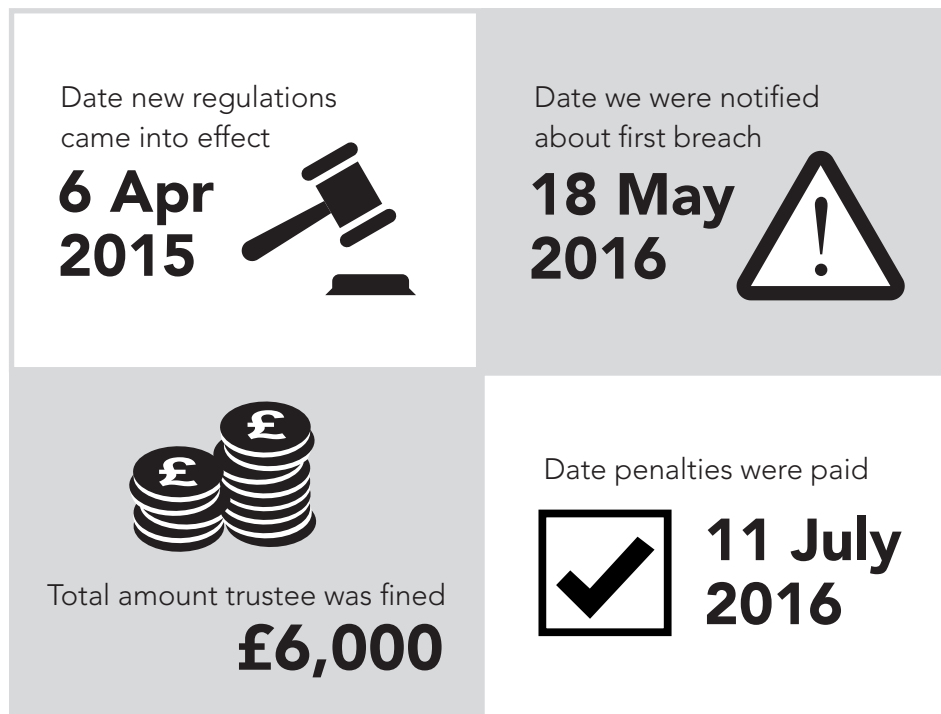 Date new regulations
came into effect
6 Apr
2015
Date we were notified
about first breach
18 May
2016
!
££
Total amount trustee was fined
£6,000
Date penalties were paid
11 July
2016